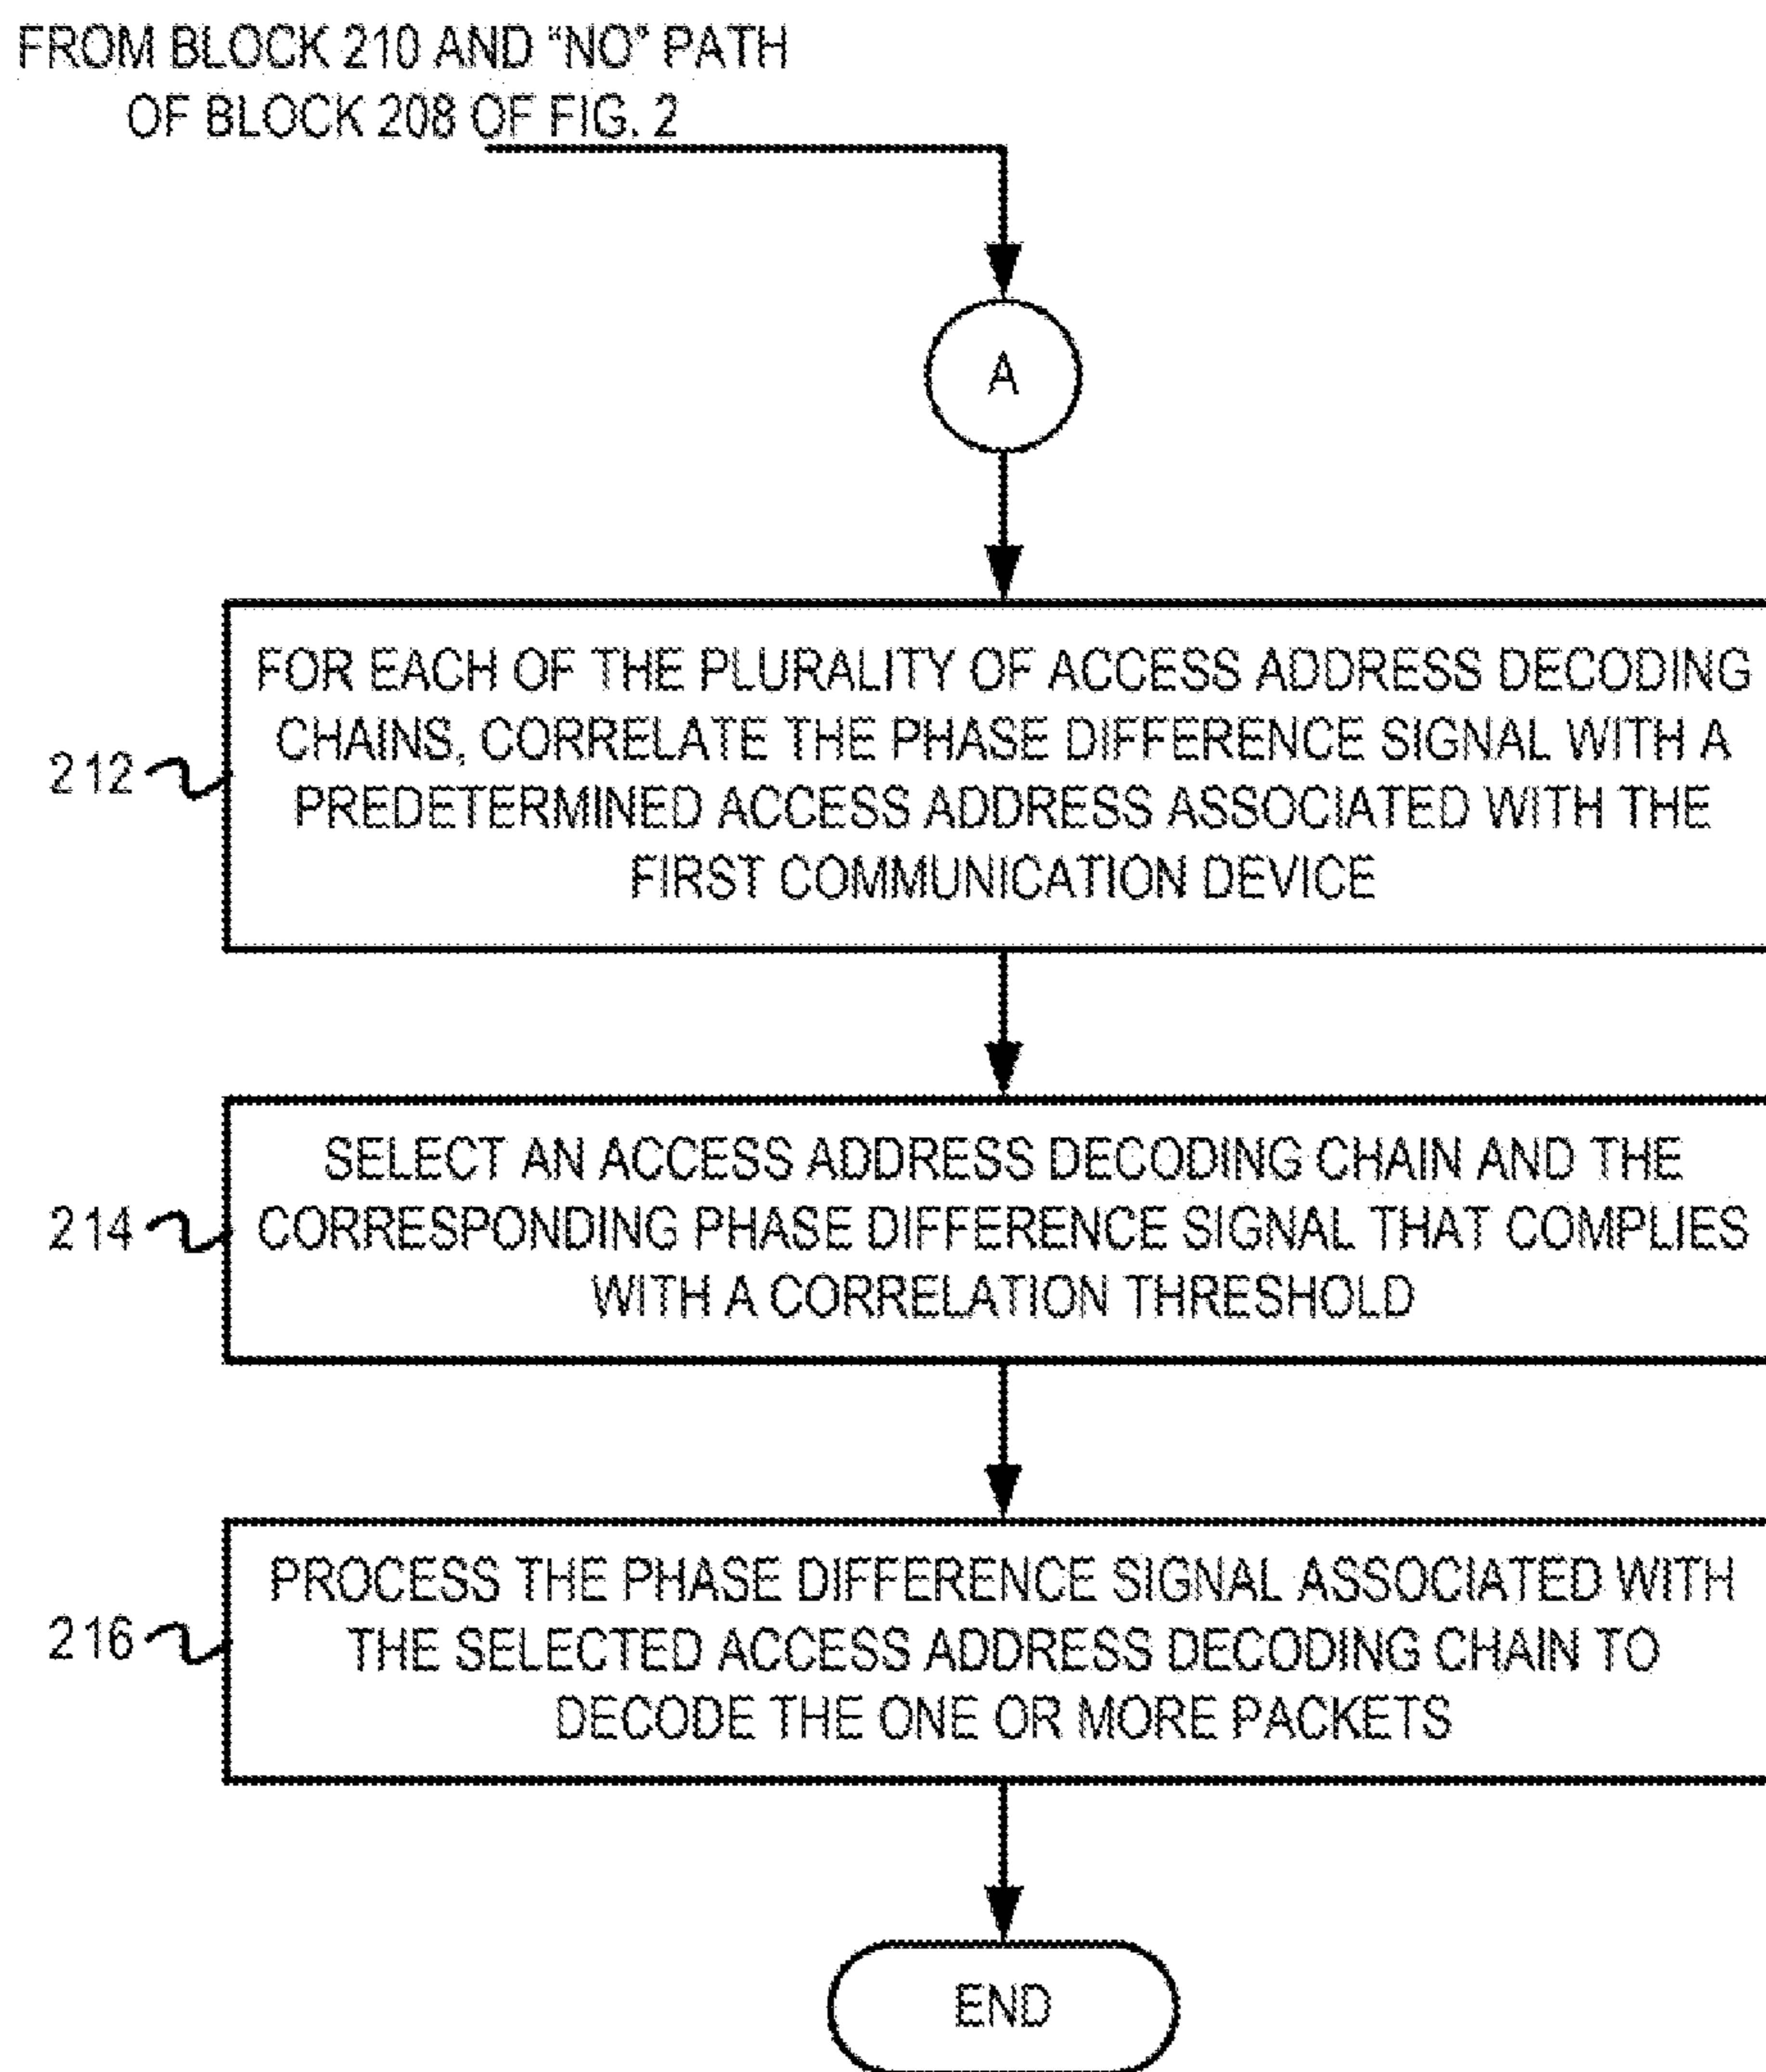 FROM BLOCK 210 AND "NO" PATH
OF BLOCK 208 OF FIG. 2
A
FOR EACH OF THE PLURALITY OF ACCESS ADDRESS DECODING
CHAINS, CORRELATE THE PHASE DIFFERENCE SIGNAL WITH A
PREDETERMINED ACCESS ADDRESS ASSOCIATED WITH THE
FIRST COMMUNICATION DEVICE
212
SELECT AN ACCESS ADDRESS DECODING CHAIN AND THE
CORRESPONDING PHASE DIFFERENCE SIGNAL THAT COMPLIES
WITH A CORRELATION THRESHOLD
214
PROCESS THE PHASE DIFFERENCE SIGNAL ASSOCIATED WITH
THE SELECTED ACCESS ADDRESS DECODING CHAIN TO
DECODE THE ONE OR MORE PACKETS
216
END